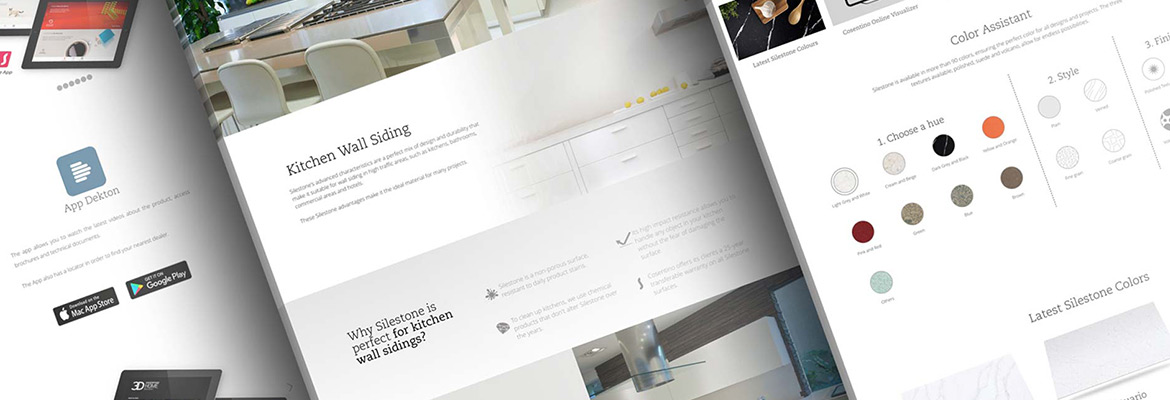 App
App Dekton
The app allows you to watch the latest videos about the product, access
brochures and technical documents.
The App also has a locator in order to find your nearest dealer
Download on the
Mac App Store
GET IT ON
Google Play
3D
HOME
Kitchen Wall Siding
Silestone's advanced characteristics are a perfect mix of design and durability that
make it suitable for wall siding in high traffic areas, such as kitchens, bathrooms,
commercial areas and hotels.
These Silestone advantages make it the ideal material for many projects.
Why Silestone is
perfect for kitchen
wall sidings?
Silestone is a non porous surface,
resistant to daily product stains.
To clean up kitchens, we use chemical
products that don't alter Silestone over
the years.
Its high impact resistance allows you to
handle any object in your kitchen
without the fear of damaging the
surface
Cosentino offers its clients a 25-year
transferable warranty on all Silestone
surfaces.
Latest Silestone Colours
Cosentino Online Visualizer
Color Assistant
Silestone is available in more than 90 colors, ensuring the perfect color for all designs and projects. The three
textures available, polished, suede and volcano, allow for endless possibilities.
1. Choose a hue
Light Grey and White
Cream and Beige
Dark Grey and Black
Yellow and Orange
Pink and Red
Green
Blue
Brown
Others
2. Style
Plain
Veined
Fine grain
Coarse grain
3. Fini
Polished
Latest Silestone Colors
uario